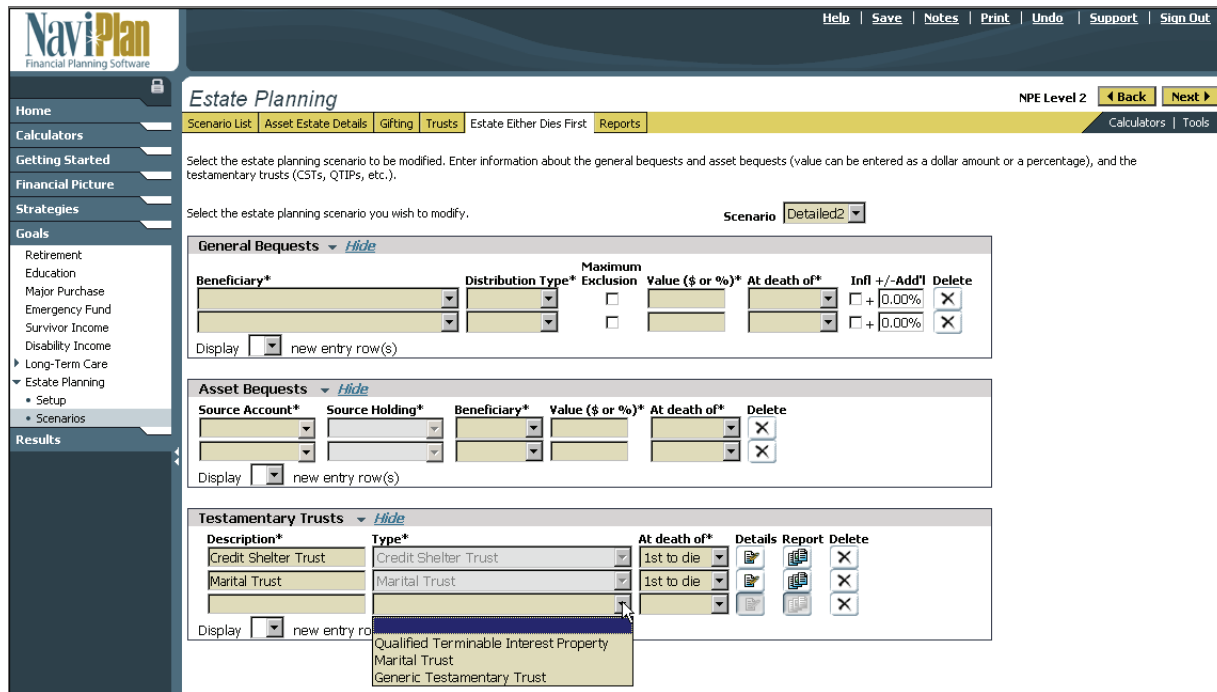 Help | Save | Notes | Print | Undo | Support | Sign Out
NaviPlan
Financial Planning Software
Home
Calculators
Getting Started
Financial Picture
Strategies
Goals
Retirement
Education
Major Purchase
Emergency Fund
Survivor Income
Disability Income
Long-Term Care
Estate Planning
• Setup
• Scenarios
Results
Estate Planning
NPE Level 2 Back Next
Scenario List | Asset Estate Details | Gifting | Trusts | Estate Either Dies First | Reports
Calculators | Tools
Select the estate planning scenario to be modified. Enter information about the general bequests and asset bequests (value can be entered as a dollar amount or a percentage), and the
testamentary trusts (CSTs, QTIPs, etc.).
Select the estate planning scenario you wish to modify. Scenario Detailed2
General Bequests Hide
Beneficiary* Distribution Type* Maximum Exclusion Value ($ or %)* At death of* Infl +/-Add'l Delete
+ 0.00%
+ 0.00%
Display new entry row(s)
Asset Bequests Hide
Source Account* Source Holding* Beneficiary* Value ($ or %)* At death of* Delete
Display new entry row(s)
Testamentary Trusts Hide
Description* Type* At death of* Details Report Delete
Credit Shelter Trust Credit Shelter Trust 1st to die
Marital Trust Marital Trust 1st to die
Display new entry ro
Qualified Terminable Interest Property
Marital Trust
Generic Testamentary Trust